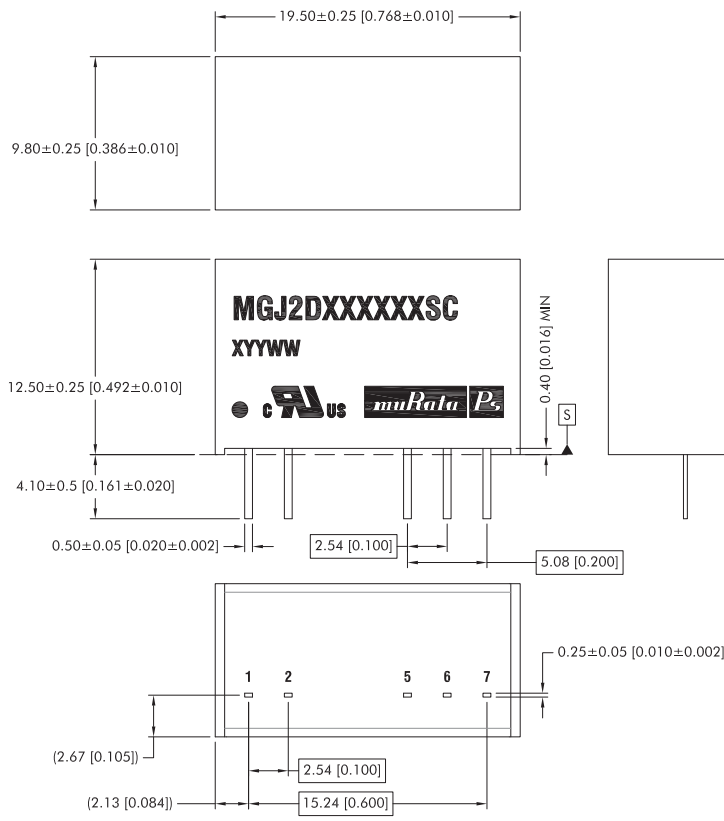 19.50±0.25 [0.768±0.010]
9.80±0.25 [0.386±0.010]
MGJ2DXXXXXXSC
XYYWW
C US muRata Ps
0.40 [0.016] MIN
S
12.50±0.25 [0.492±0.010]
4.10±0.5 [0.161±0.020]
0.50±0.05 [0.020±0.002]
2.54 [0.100]
5.08 [0.200]
0.25±0.05 [0.010±0.002]
1 2 5 6 7
(2.67 [0.105])
2.54 [0.100]
(2.13 [0.084])
15.24 [0.600]